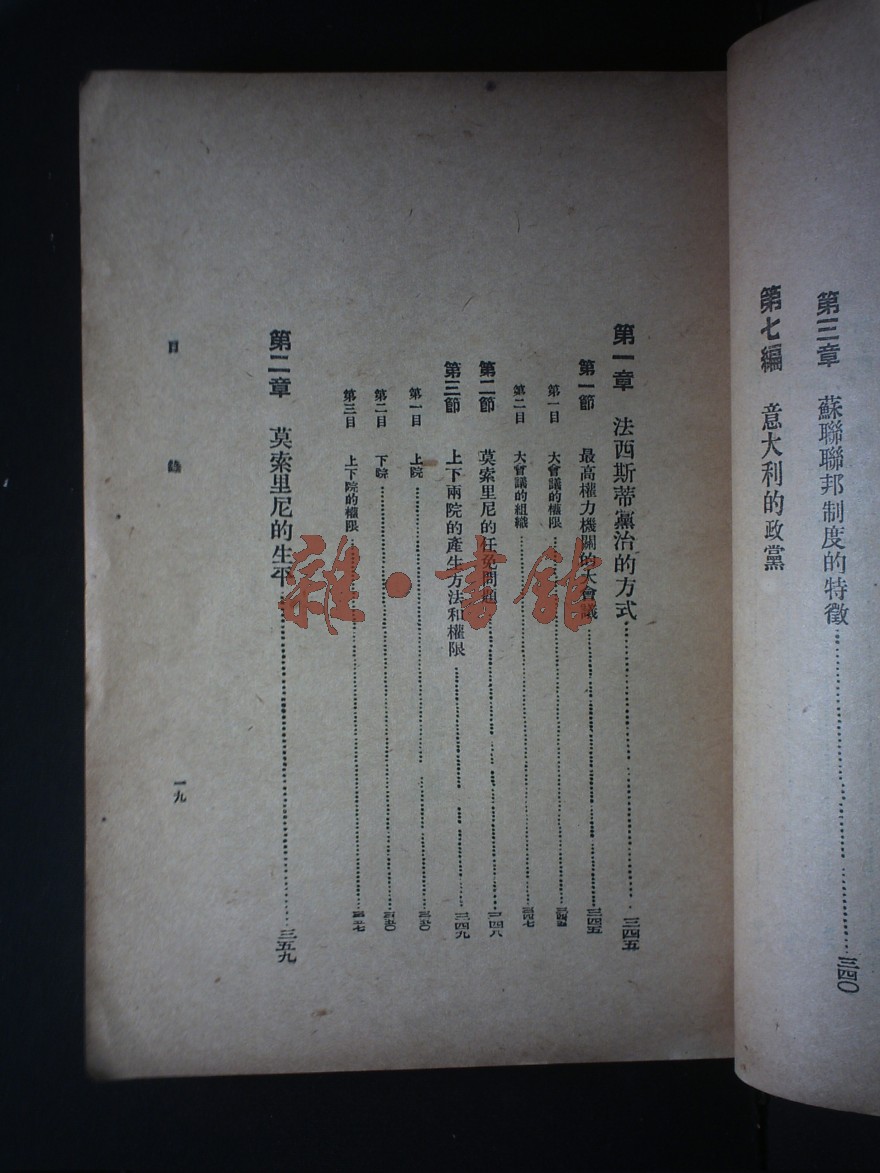 第三章 蘇聯聯邦制度的特徵 三四〇
第七編 意大利的政黨
第一章 法西斯蒂黨治的方式 三四五
第一節 最高權力機關的大會議 三四五
第一目 大會議的權限 三四五
第二目 大會議的組織 三四七
第二節 莫索里尼的任免問題 三四八
第三節 上下兩院的產生方法和權限 三四九
第一目 上院 三五〇
第二目 下院 三五〇
第三目 上下院的權限 三五七
第二章 莫索里尼的生平 三五九
目 錄
一九
雜·書館